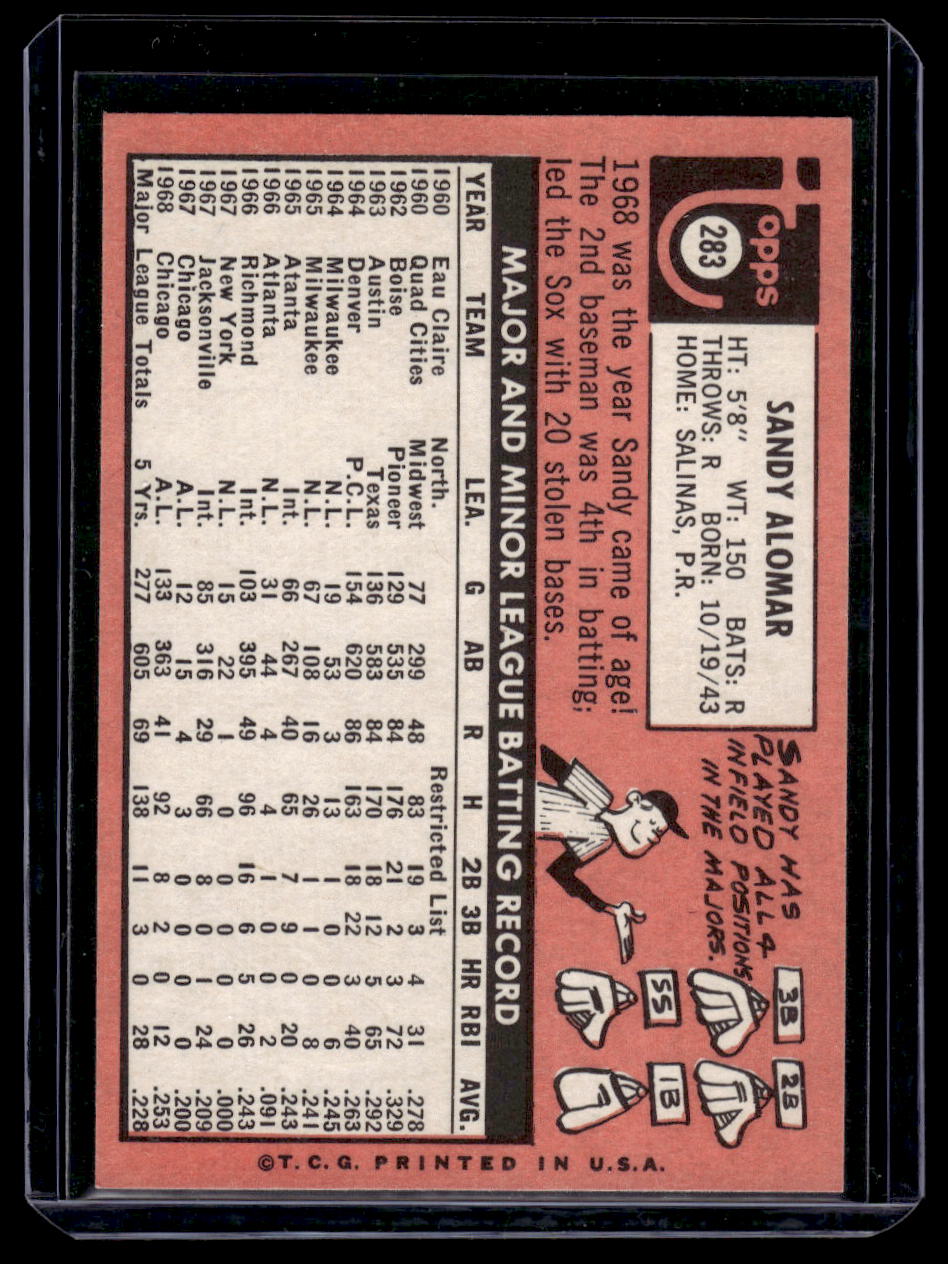 Topps
283
SANDY ALOMAR
HT: 5'8" WT: 150 BATS: R
THROWS: R BORN: 10/19/43
HOME: SALINAS, P.R.
SANDY HAS
PLAYED ALL 4
INFIELD POSITIONS
IN THE MAJORS.
3B 2B
SS 1B
1968 was the year Sandy came of age!
The 2nd baseman was 4th in batting;
led the Sox with 20 stolen bases.
MAJOR AND MINOR LEAGUE BATTING RECORD
YEAR TEAM LEA. G AB R H 2B 3B HR RBI AVG.
1960 Eau Claire North. Restricted List
1960 Quad Cities Midwest 77 299 48 83 19 3 4 31 .278
1962 Boise Pioneer 129 535 84 176 21 2 3 72 .329
1963 Austin Texas 136 583 84 170 18 12 5 65 .292
1964 Denver P.C.L. 154 620 86 163 18 22 3 40 .263
1964 Milwaukee N.L. 19 53 3 13 1 0 0 6 .245
1965 Milwaukee N.L. 67 108 16 26 1 1 0 8 .241
1965 Atanta Int. 66 267 40 65 7 9 0 20 .243
1966 Atlanta N.L. 31 44 4 4 1 0 0 2 .091
1966 Richmond Int. 103 395 49 96 16 6 5 26 .243
1967 New York N.L. 15 22 1 0 0 0 0 0 .000
1967 Jacksonville Int. 85 316 29 66 8 0 1 24 .209
1967 Chicago A.L. 12 15 4 3 0 0 0 0 .200
1968 Chicago A.L. 133 363 41 92 8 2 0 12 .253
Major League Totals 5 Yrs. 277 605 69 138 11 3 0 28 .228
©T.C.G. PRINTED IN U.S.A.